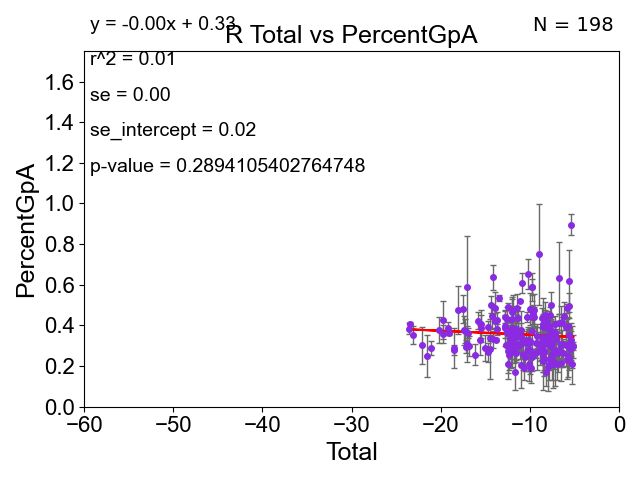 y = -0.00x + 0.33
R Total vs PercentGpA
N = 198
r^2 = 0.01
se = 0.00
se_intercept = 0.02
p-value = 0.2894105402764748
PercentGpA
1.6
1.4
1.2
1.0
0.8
0.6
0.4
0.2
0.0
−60 −50 −40 −30 −20 −10 0
Total